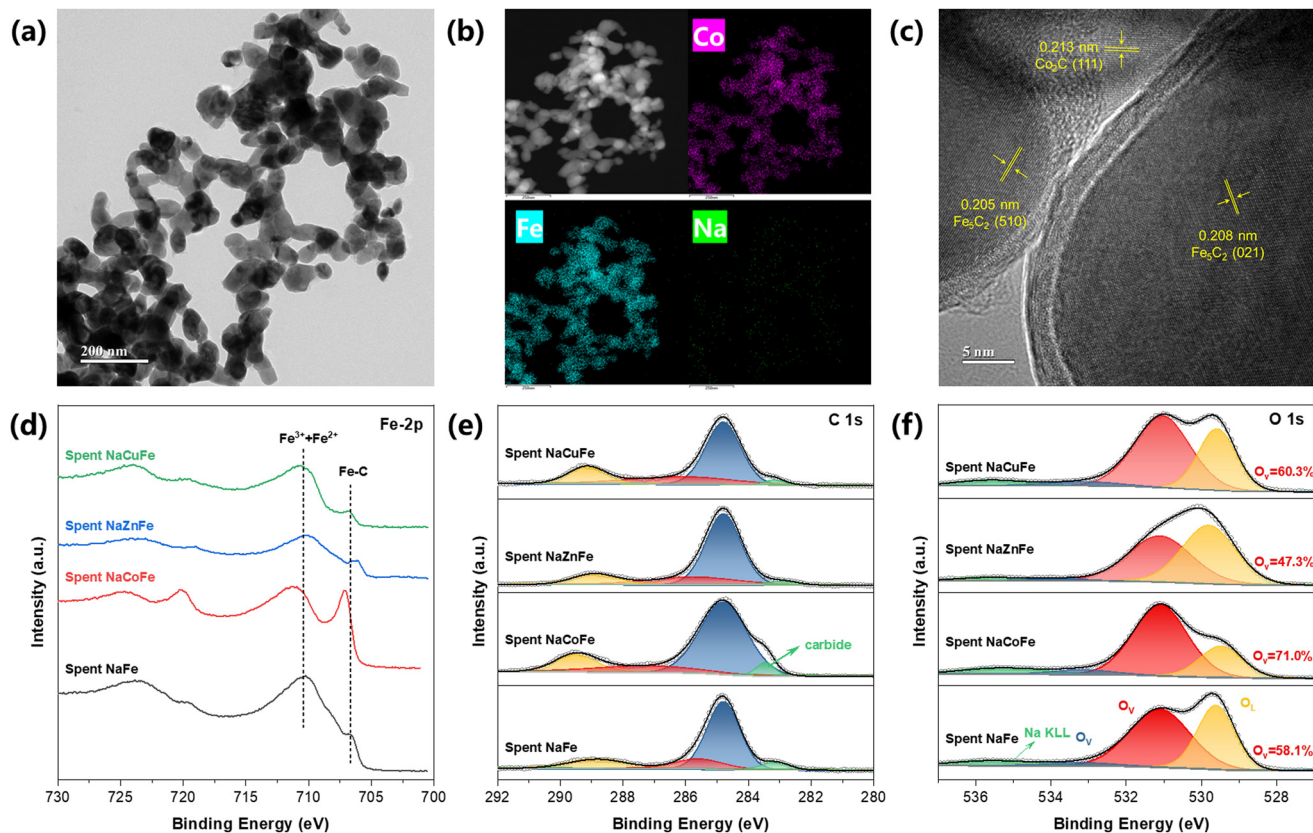 (a)
200 nm
(b)
Co
Fe
Na
(c)
0.213 nm
Co₂C (111)
0.205 nm
Fe₅C₂ (510)
0.208 nm
Fe₅C₂ (021)
5 nm
(d)
Fe-2p
Fe³⁺+Fe²⁺
Fe-C
Spent NaCuFe
Spent NaZnFe
Spent NaCoFe
Spent NaFe
Intensity (a.u.)
730 725 720 715 710 705 700
Binding Energy (eV)
(e)
C 1s
Spent NaCuFe
Spent NaZnFe
Spent NaCoFe
carbide
Spent NaFe
Intensity (a.u.)
292 290 288 286 284 282 280
Binding Energy (eV)
(f)
O 1s
Spent NaCuFe
Oᵥ=60.3%
Spent NaZnFe
Oᵥ=47.3%
Spent NaCoFe
Oᵥ=71.0%
Spent NaFe
Na KLL
Oᵥ
Oᵥ
O_L
Oᵥ=58.1%
Intensity (a.u.)
536 534 532 530 528
Binding Energy (eV)